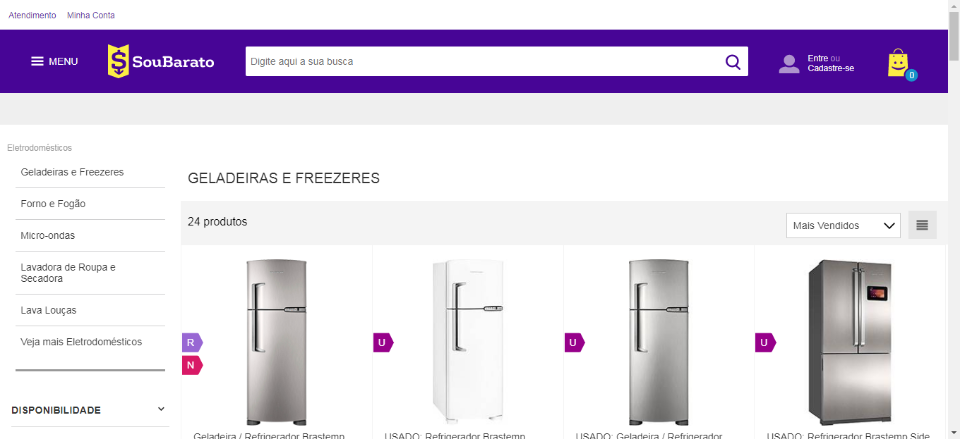 Atendimento Minha Conta
MENU
SouBarato
Digite aqui a sua busca
Entre ou
Cadastre-se
0
Eletrodomésticos
Geladeiras e Freezeres
Forno e Fogão
Micro-ondas
Lavadora de Roupa e
Secadora
Lava Louças
Veja mais Eletrodomésticos
DISPONIBILIDADE
GELADEIRAS E FREEZERES
24 produtos
Mais Vendidos
R
N
U
U
U
Geladeira / Refrigerador Brastemp
USADO: Refrigerador Brastemp
USADO: Geladeira / Refrigerador
USADO: Refrigerador Brastemp Side